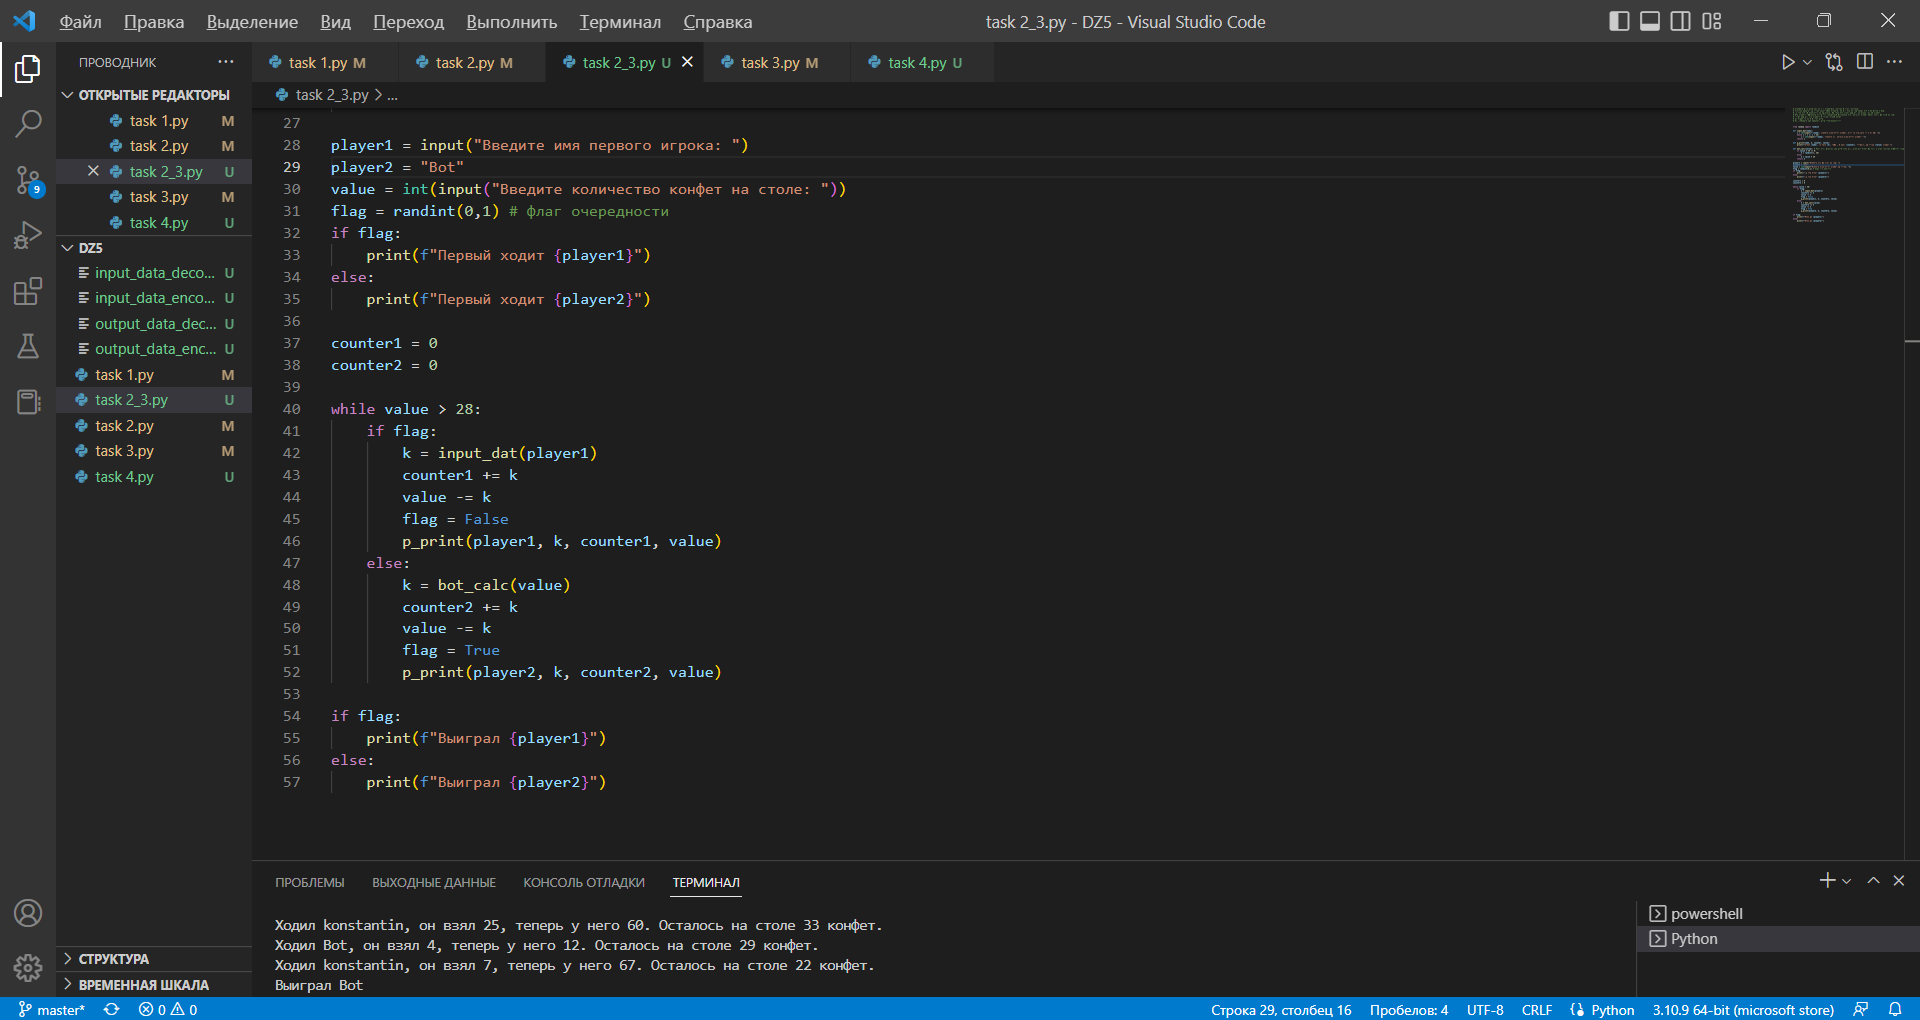 Файл Правка Выделение Вид Переход Выполнить Терминал Справка
task 2_3.py - DZ5 - Visual Studio Code
ПРОВОДНИК
ОТКРЫТЫЕ РЕДАКТОРЫ
task 1.py M
task 2.py M
task 2_3.py U
task 3.py M
task 4.py U
DZ5
input_data_deco... U
input_data_enco... U
output_data_dec... U
output_data_enc... U
task 1.py M
task 2_3.py U
task 2.py M
task 3.py M
task 4.py U
СТРУКТУРА
ВРЕМЕННАЯ ШКАЛА
9
task 1.py M task 2.py M task 2_3.py U task 3.py M task 4.py U
task 2_3.py > ...
27
28 player1 = input("Введите имя первого игрока: ")
29 player2 = "Bot"
30 value = int(input("Введите количество конфет на столе: "))
31 flag = randint(0,1) # флаг очередности
32 if flag:
33 print(f"Первый ходит {player1}")
34 else:
35 print(f"Первый ходит {player2}")
36
37 counter1 = 0
38 counter2 = 0
39
40 while value > 28:
41 if flag:
42 k = input_dat(player1)
43 counter1 += k
44 value -= k
45 flag = False
46 p_print(player1, k, counter1, value)
47 else:
48 k = bot_calc(value)
49 counter2 += k
50 value -= k
51 flag = True
52 p_print(player2, k, counter2, value)
53
54 if flag:
55 print(f"Выиграл {player1}")
56 else:
57 print(f"Выиграл {player2}")
ПРОБЛЕМЫ ВЫХОДНЫЕ ДАННЫЕ КОНСОЛЬ ОТЛАДКИ ТЕРМИНАЛ
Ходил konstantin, он взял 25, теперь у него 60. Осталось на столе 33 конфет.
Ходил Bot, он взял 4, теперь у него 12. Осталось на столе 29 конфет.
Ходил konstantin, он взял 7, теперь у него 67. Осталось на столе 22 конфет.
Выиграл Bot
powershell
Python
master* 0 0 Строка 29, столбец 16 Пробелов: 4 UTF-8 CRLF Python 3.10.9 64-bit (microsoft store)